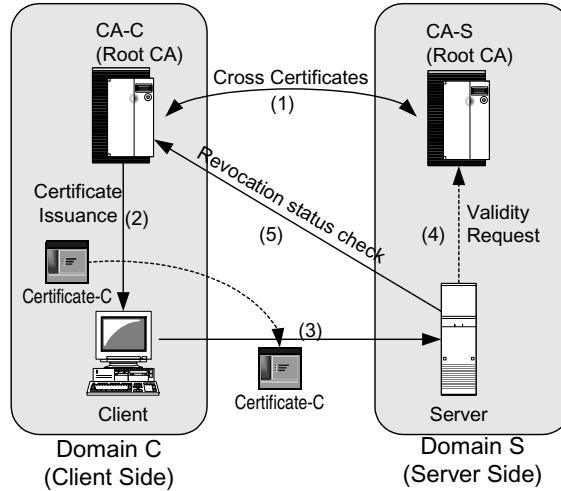 CA-C
(Root CA)
CA-S
(Root CA)
Cross Certificates
(1)
Certificate
Issuance
(2)
Revocation status check
(5)
(4)
Validity
Request
Certificate-C
(3)
Certificate-C
Client
Server
Domain C
(Client Side)
Domain S
(Server Side)